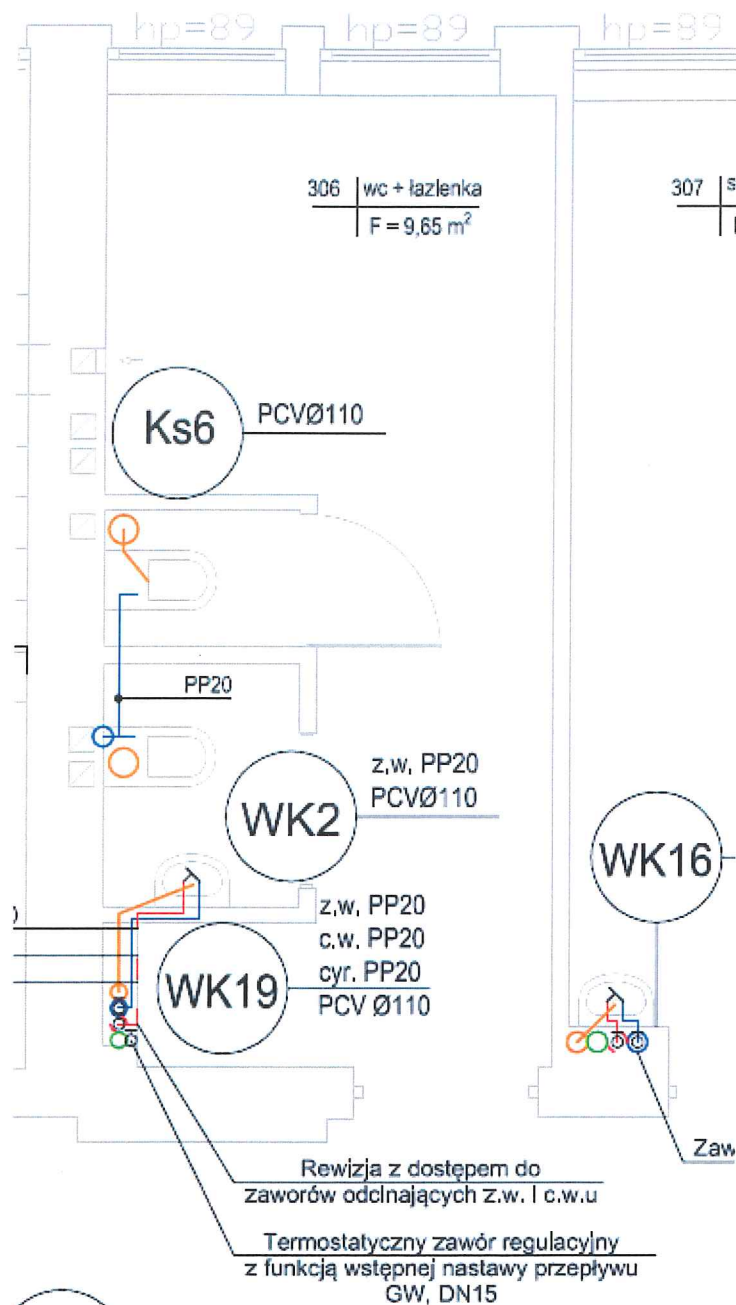 hp=89 hp=89 hp=89
306 wc + łazienka
F = 9,65 m²
307
Ks6
PCVØ110
PP20
WK2
z.w. PP20
PCVØ110
WK16
WK19
z.w. PP20
c.w. PP20
cyr. PP20
PCV Ø110
Zaw
Rewizja z dostępem do
zaworów odcinających z.w. i c.w.u
Termostatyczny zawór regulacyjny
z funkcją wstępnej nastawy przepływu
GW, DN15